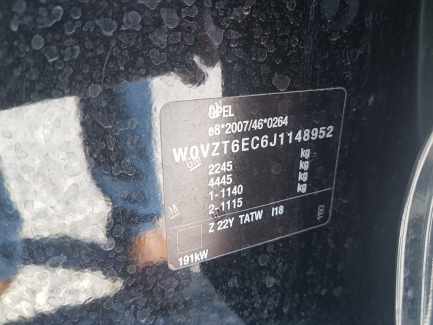 OPEL
e8*2007/46*0264
W0VZT6EC6J1148952
2245 kg
4445 kg
1-1140 kg
2-1115
Z 22Y TATW I18
191kW